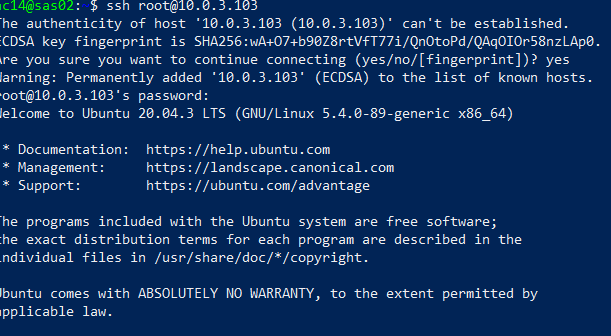 ac14@sas02: $ ssh root@10.0.3.103
The authenticity of host '10.0.3.103 (10.0.3.103)' can't be established.
ECDSA key fingerprint is SHA256:wA+O7+b90Z8rtVfT77i/QnOtoPd/QAqOIOr58nzLAp0.
Are you sure you want to continue connecting (yes/no/[fingerprint])? yes
Warning: Permanently added '10.0.3.103' (ECDSA) to the list of known hosts.
root@10.0.3.103's password:
Welcome to Ubuntu 20.04.3 LTS (GNU/Linux 5.4.0-89-generic x86_64)
* Documentation:  https://help.ubuntu.com
* Management:     https://landscape.canonical.com
* Support:        https://ubuntu.com/advantage
The programs included with the Ubuntu system are free software;
the exact distribution terms for each program are described in the
individual files in /usr/share/doc/*/copyright.
Ubuntu comes with ABSOLUTELY NO WARRANTY, to the extent permitted by
applicable law.